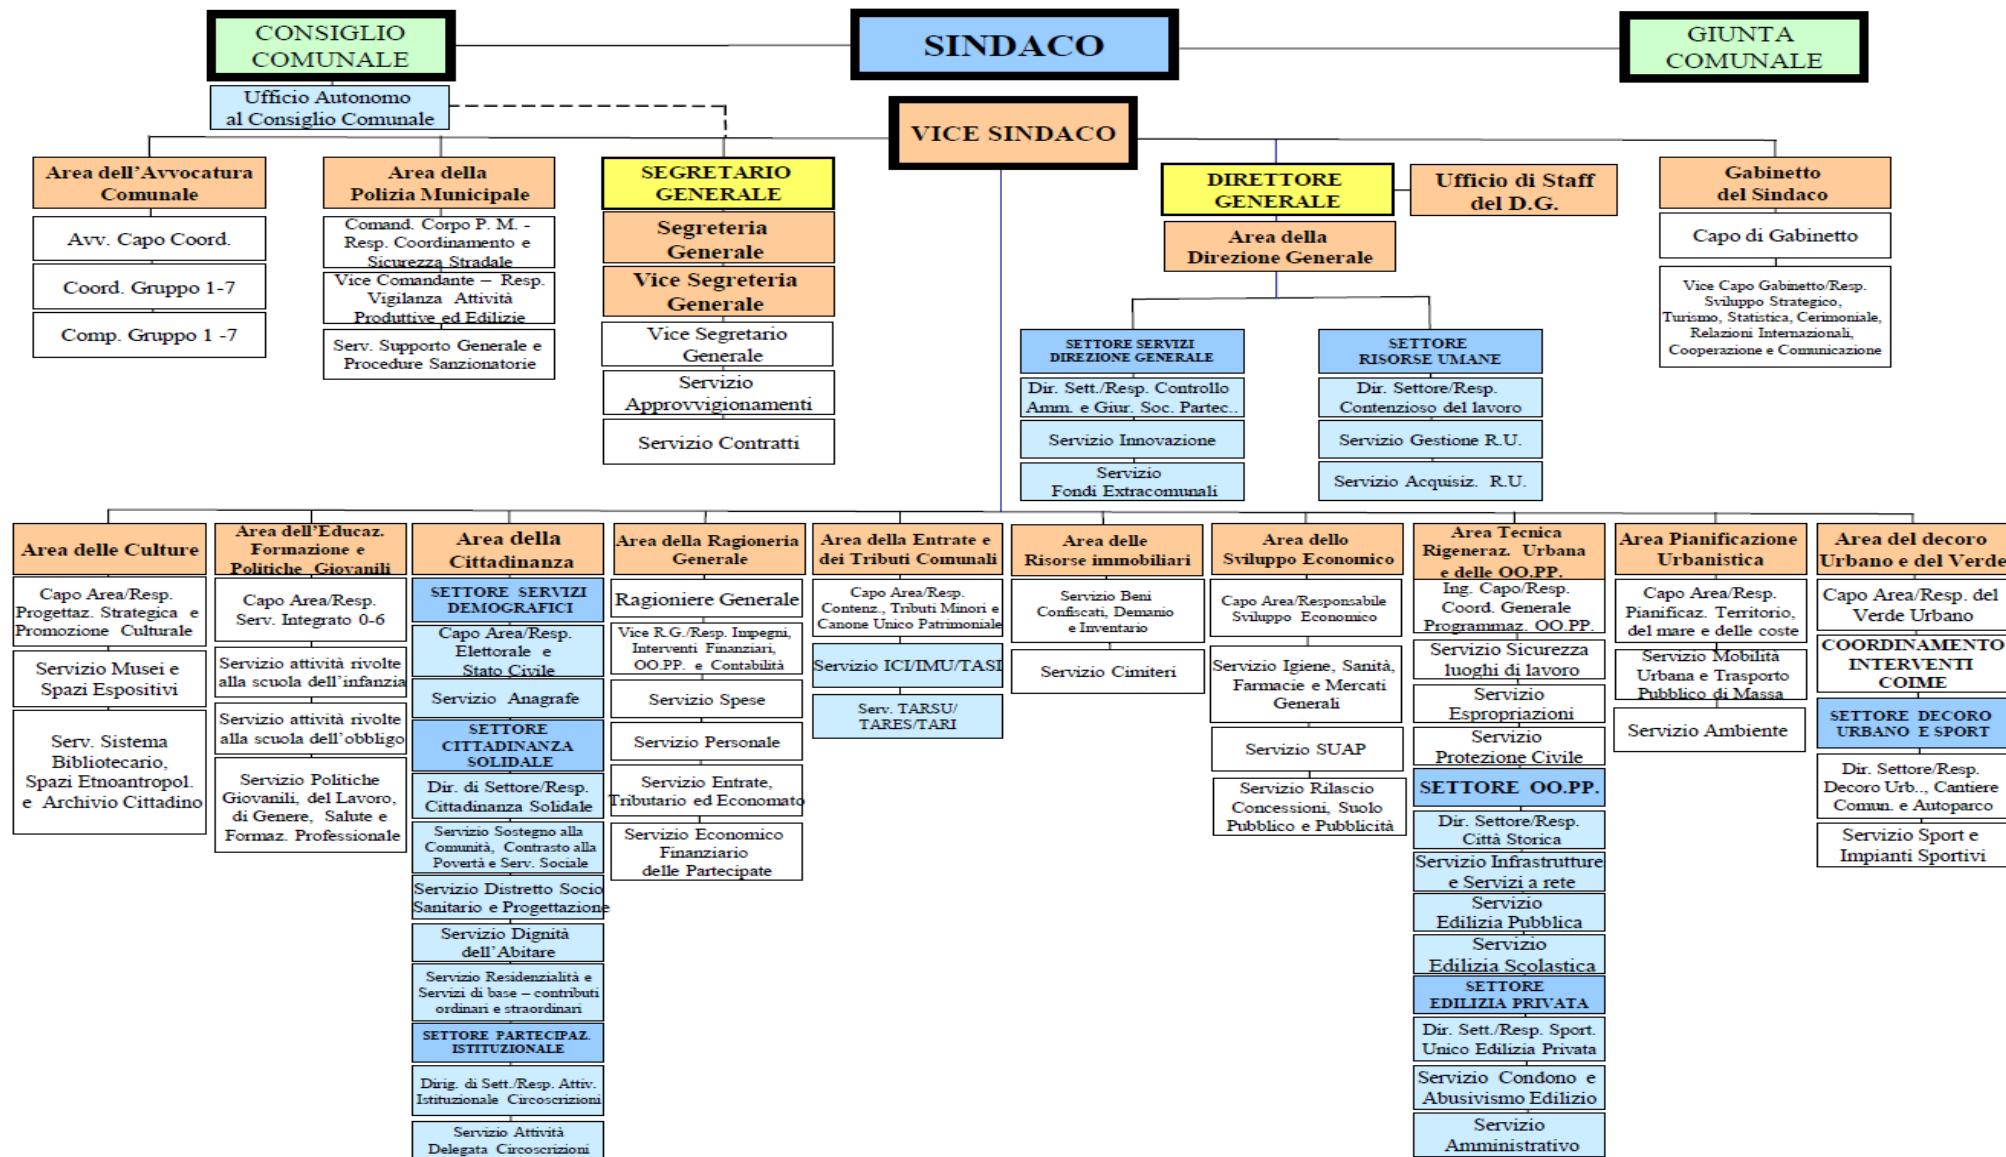 CONSIGLIO
COMUNALE
SINDACO
GIUNTA
COMUNALE
Ufficio Autonomo
al Consiglio Comunale
VICE SINDACO
Area dell'Avvocatura
Comunale
Avv. Capo Coord.
Coord. Gruppo 1-7
Comp. Gruppo 1 -7
Area della
Polizia Municipale
Comand. Corpo P. M. -
Resp. Coordinamento e
Sicurezza Stradale
Vice Comandante – Resp.
Vigilanza Attività
Produttive ed Edilizie
Serv. Supporto Generale e
Procedure Sanzionatorie
SEGRETARIO
GENERALE
Segreteria
Generale
Vice Segreteria
Generale
Vice Segretario
Generale
Servizio
Approvvigionamenti
Servizio Contratti
DIRETTORE
GENERALE
Ufficio di Staff
del D.G.
Area della
Direzione Generale
SETTORE SERVIZI
DIREZIONE GENERALE
Dir. Sett./Resp. Controllo
Amm. e Giur. Soc. Partec..
Servizio Innovazione
Servizio
Fondi Extracomunali
SETTORE
RISORSE UMANE
Dir. Settore/Resp.
Contenzioso del lavoro
Servizio Gestione R.U.
Servizio Acquisiz. R.U.
Gabinetto
del Sindaco
Capo di Gabinetto
Vice Capo Gabinetto/Resp.
Sviluppo Strategico,
Turismo, Statistica, Cerimoniale,
Relazioni Internazionali,
Cooperazione e Comunicazione
Area delle Culture
Capo Area/Resp.
Progettaz. Strategica e
Promozione Culturale
Servizio Musei e
Spazi Espositivi
Serv. Sistema
Bibliotecario,
Spazi Etnoantropol.
e Archivio Cittadino
Area dell'Educaz.
Formazione e
Politiche Giovanili
Capo Area/Resp.
Serv. Integrato 0-6
Servizio attività rivolte
alla scuola dell'infanzia
Servizio attività rivolte
alla scuola dell'obbligo
Servizio Politiche
Giovanili, del Lavoro,
di Genere, Salute e
Formaz. Professionale
Area della
Cittadinanza
SETTORE SERVIZI
DEMOGRAFICI
Capo Area/Resp.
Elettorale e
Stato Civile
Servizio Anagrafe
SETTORE
CITTADINANZA
SOLIDALE
Dir. di Settore/Resp.
Cittadinanza Solidale
Servizio Sostegno alla
Comunità, Contrasto alla
Povertà e Serv. Sociale
Servizio Distretto Socio
Sanitario e Progettazione
Servizio Dignità
dell'Abitare
Servizio Residenzialità e
Servizi di base – contributi
ordinari e straordinari
SETTORE PARTECIPAZ.
ISTITUZIONALE
Dirig. di Sett./Resp. Attiv.
Istituzionale Circoscrizioni
Servizio Attività
Delegata Circoscrizioni
Area della Ragioneria
Generale
Ragioniere Generale
Vice R.G./Resp. Impegni,
Interventi Finanziari,
OO.PP. e Contabilità
Servizio Spese
Servizio Personale
Servizio Entrate,
Tributario ed Economato
Servizio Economico
Finanziario
delle Partecipate
Area della Entrate e
dei Tributi Comunali
Capo Area/Resp.
Contenz., Tributi Minori e
Canone Unico Patrimoniale
Servizio ICI/IMU/TASI
Serv. TARSU/
TARES/TARI
Area delle
Risorse immobiliari
Servizio Beni
Confiscati, Demanio
e Inventario
Servizio Cimiteri
Area dello
Sviluppo Economico
Capo Area/Responsabile
Sviluppo Economico
Servizio Igiene, Sanità,
Farmacie e Mercati
Generali
Servizio SUAP
Servizio Rilascio
Concessioni, Suolo
Pubblico e Pubblicità
Area Tecnica
Rigeneraz. Urbana
e delle OO.PP.
Ing. Capo/Resp.
Coord. Generale
Programmaz. OO.PP.
Servizio Sicurezza
luoghi di lavoro
Servizio
Espropriazioni
Servizio
Protezione Civile
SETTORE OO.PP.
Dir. Settore/Resp.
Città Storica
Servizio Infrastrutture
e Servizi a rete
Servizio
Edilizia Pubblica
Servizio
Edilizia Scolastica
SETTORE
EDILIZIA PRIVATA
Dir. Sett./Resp. Sport.
Unico Edilizia Privata
Servizio Condono e
Abusivismo Edilizio
Servizio
Amministrativo
Area Pianificazione
Urbanistica
Capo Area/Resp.
Pianificaz. Territorio,
del mare e delle coste
Servizio Mobilità
Urbana e Trasporto
Pubblico di Massa
Servizio Ambiente
Area del decoro
Urbano e del Verde
Capo Area/Resp. del
Verde Urbano
COORDINAMENTO
INTERVENTI
COIME
SETTORE DECORO
URBANO E SPORT
Dir. Settore/Resp.
Decoro Urb.., Cantiere
Comun. e Autoparco
Servizio Sport e
Impianti Sportivi